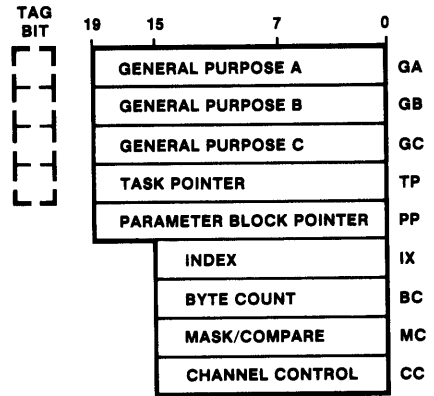 TAG
BIT
19 15 7 0
GENERAL PURPOSE A GA
GENERAL PURPOSE B GB
GENERAL PURPOSE C GC
TASK POINTER TP
PARAMETER BLOCK POINTER PP
INDEX IX
BYTE COUNT BC
MASK/COMPARE MC
CHANNEL CONTROL CC